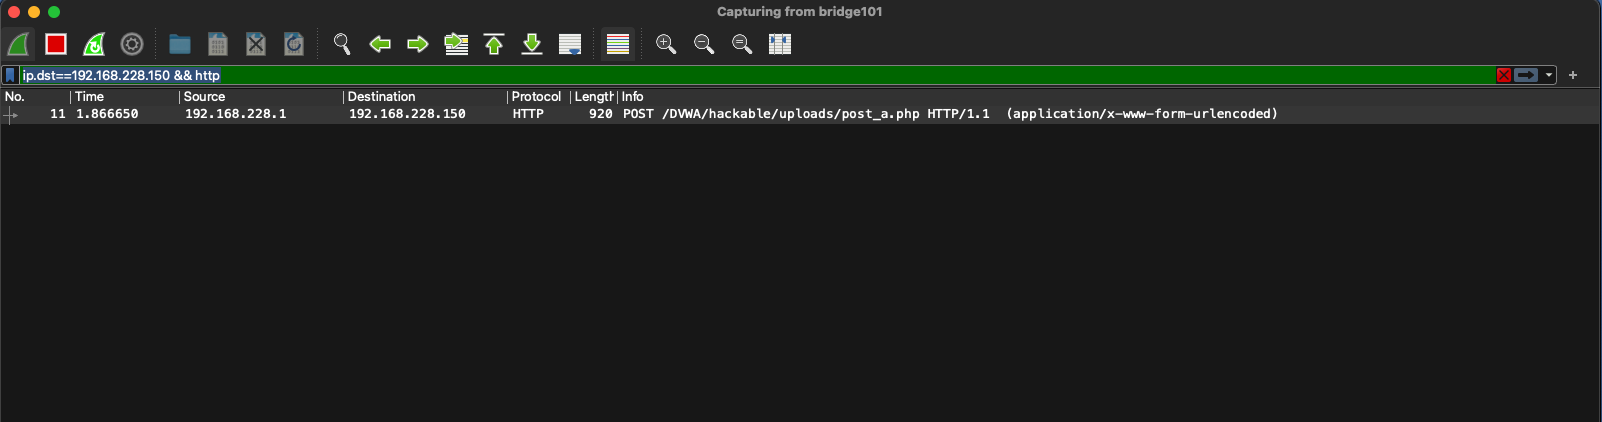 Capturing from bridge101
ip.dst==192.168.228.150 && http
No. Time Source Destination Protocol Length Info
11 1.866650 192.168.228.1 192.168.228.150 HTTP 920 POST /DVWA/hackable/uploads/post_a.php HTTP/1.1 (application/x-www-form-urlencoded)